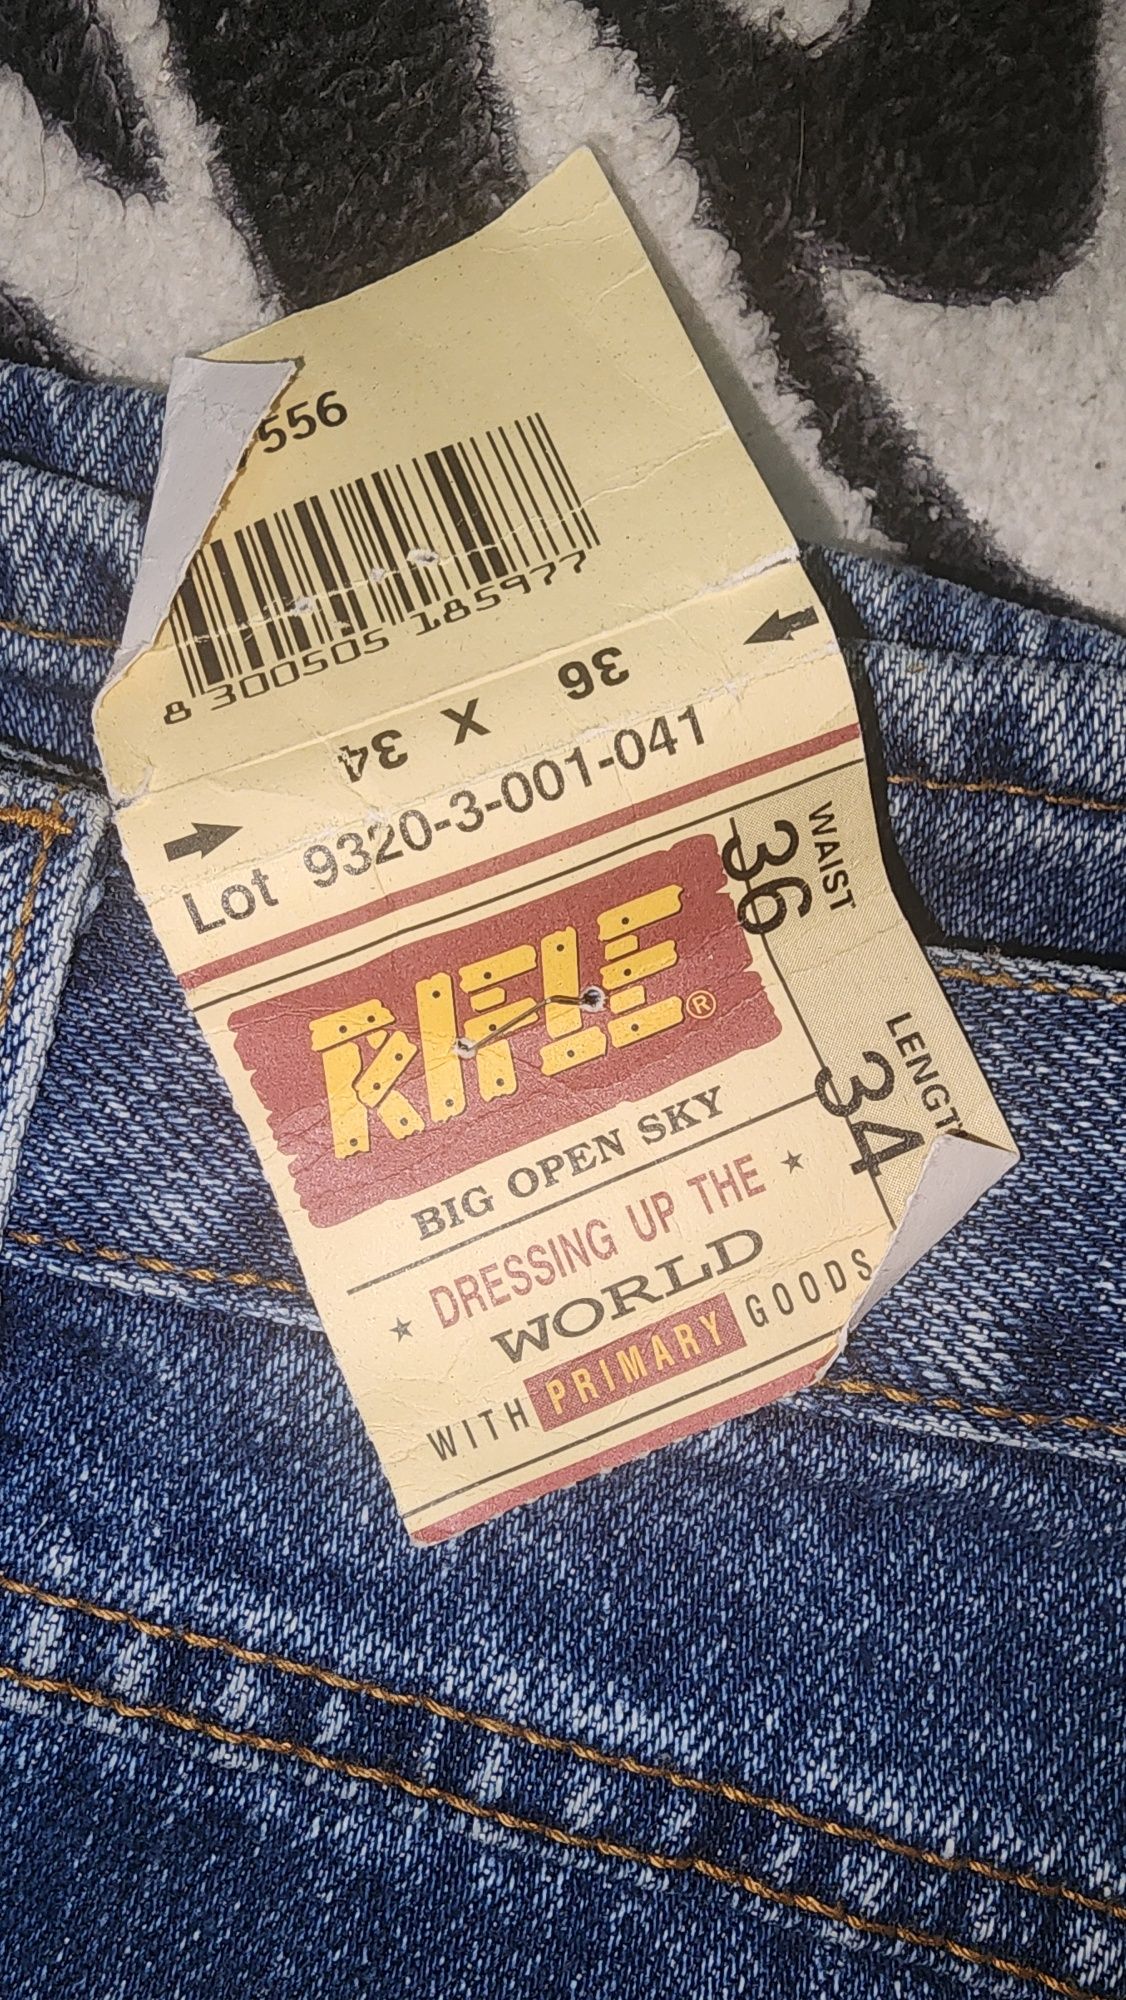 556
8 300505 185977
36 X 34
Lot 9320-3-001-041
WAIST
36
RIFLE®
LENGT
34
BIG OPEN SKY
DRESSING UP THE
WORLD
WITH PRIMARY GOODS